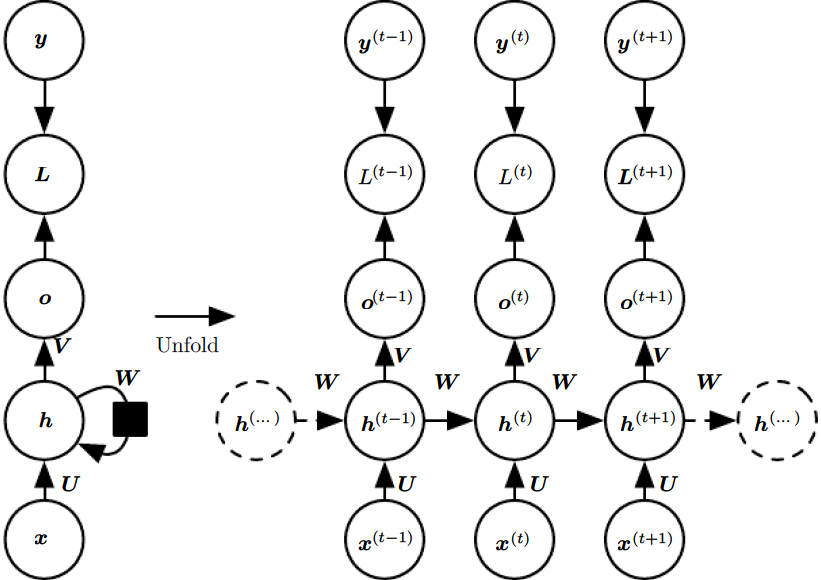 y y^(t−1) y^(t) y^(t+1)
L L^(t−1) L^(t) L^(t+1)
o o^(t−1) o^(t) o^(t+1)
Unfold
V V V V
W W W W W
h h^(...) h^(t−1) h^(t) h^(t+1) h^(...)
U U U U
x x^(t−1) x^(t) x^(t+1)